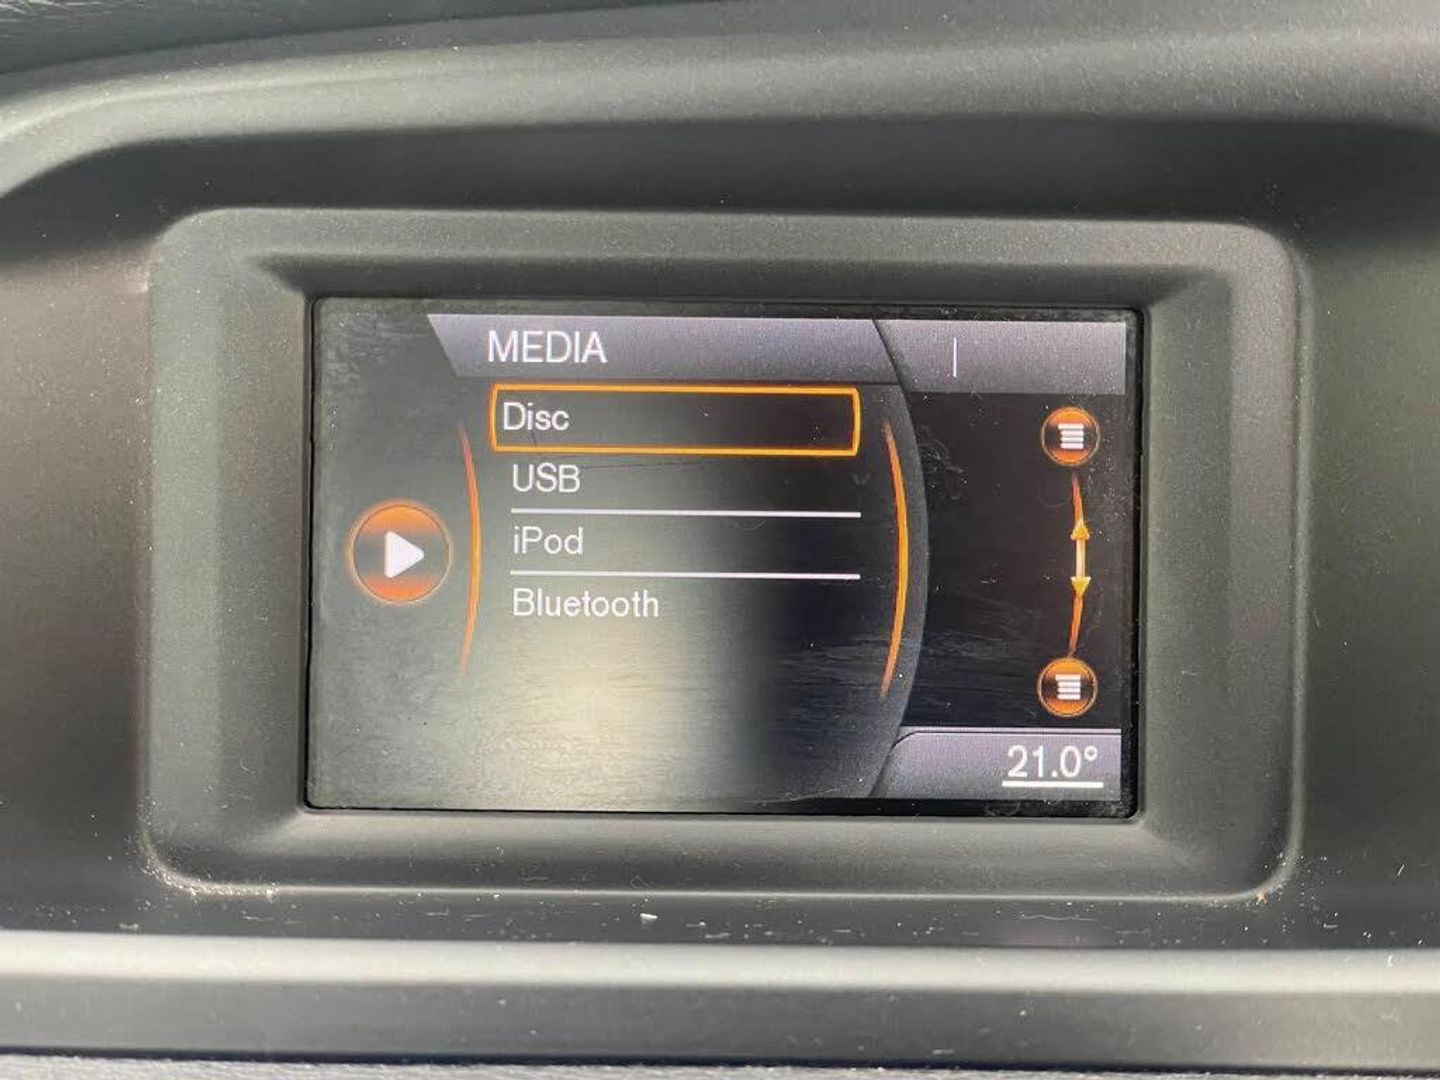 MEDIA
Disc
USB
iPod
Bluetooth
21.0°